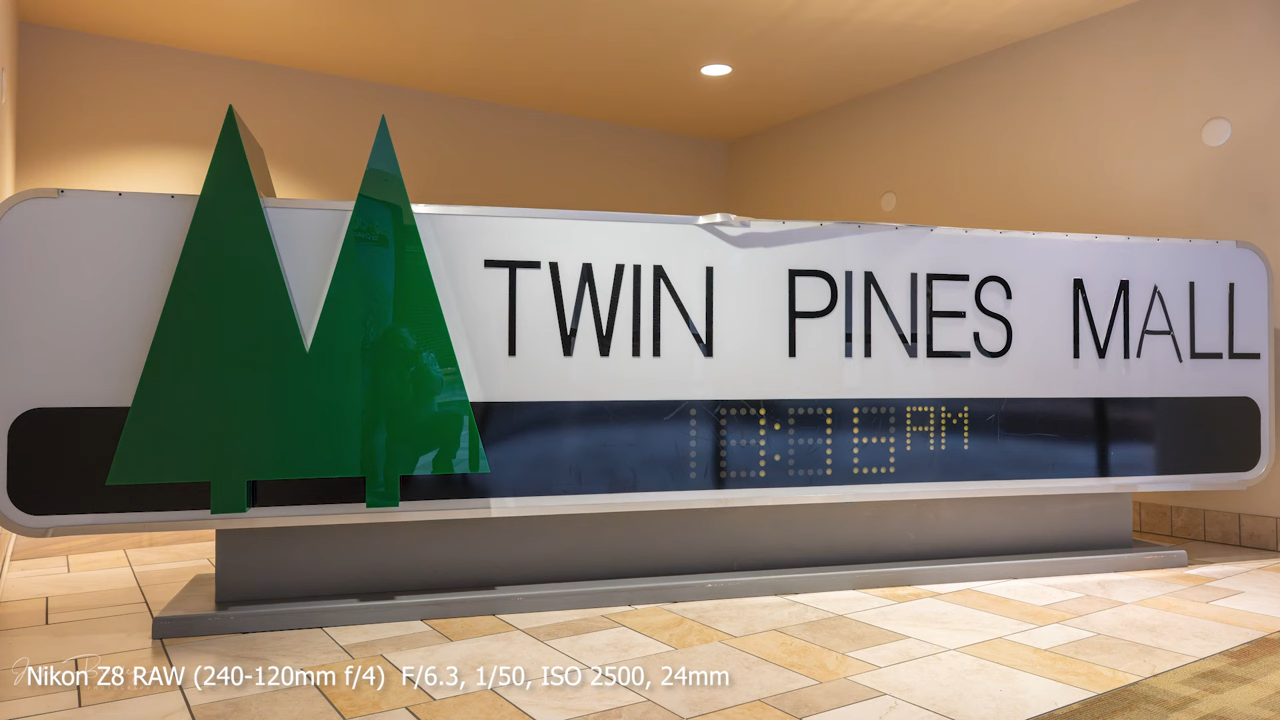 TWIN PINES MALL
Nikon Z8 RAW (240-120mm f/4) F/6.3, 1/50, ISO 2500, 24mm